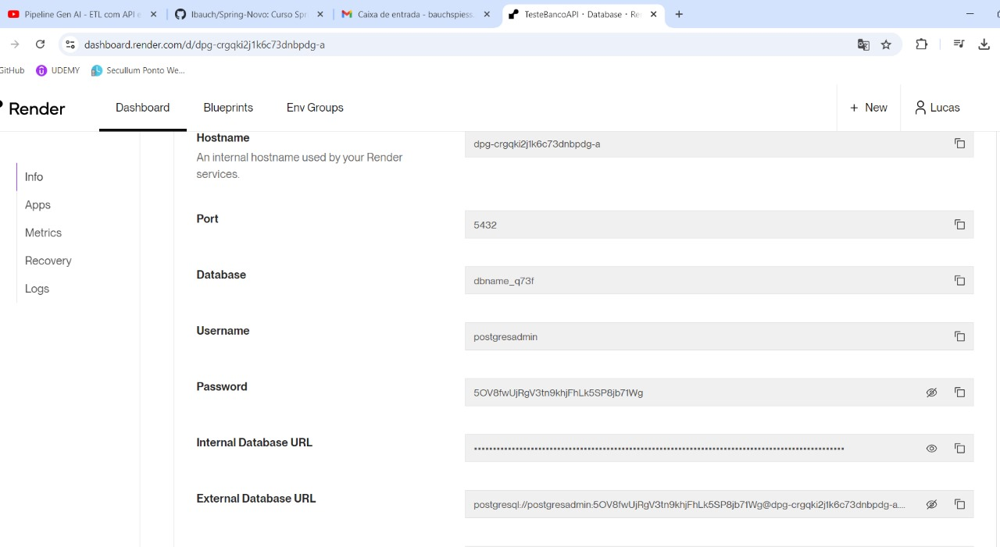 Pipeline Gen AI - ETL com API e
lbauch/Spring-Novo: Curso Spr
Caixa de entrada - bauchspiess.
TesteBancoAPI · Database · Re
dashboard.render.com/d/dpg-crgqki2j1k6c73dnbpdg-a
GitHub
UDEMY
Secullum Ponto We...
Render
Dashboard
Blueprints
Env Groups
+ New
Lucas
Info
Apps
Metrics
Recovery
Logs
Hostname
An internal hostname used by your Render
services.
dpg-crgqki2j1k6c73dnbpdg-a
Port
5432
Database
dbname_q73f
Username
postgresadmin
Password
5OV8fwUjRgV3tn9khjFhLk5SP8jb71Wg
Internal Database URL
External Database URL
postgresql://postgresadmin:5OV8fwUjRgV3tn9khjFhLk5SP8jb71Wg@dpg-crgqki2j1k6c73dnbpdg-a....